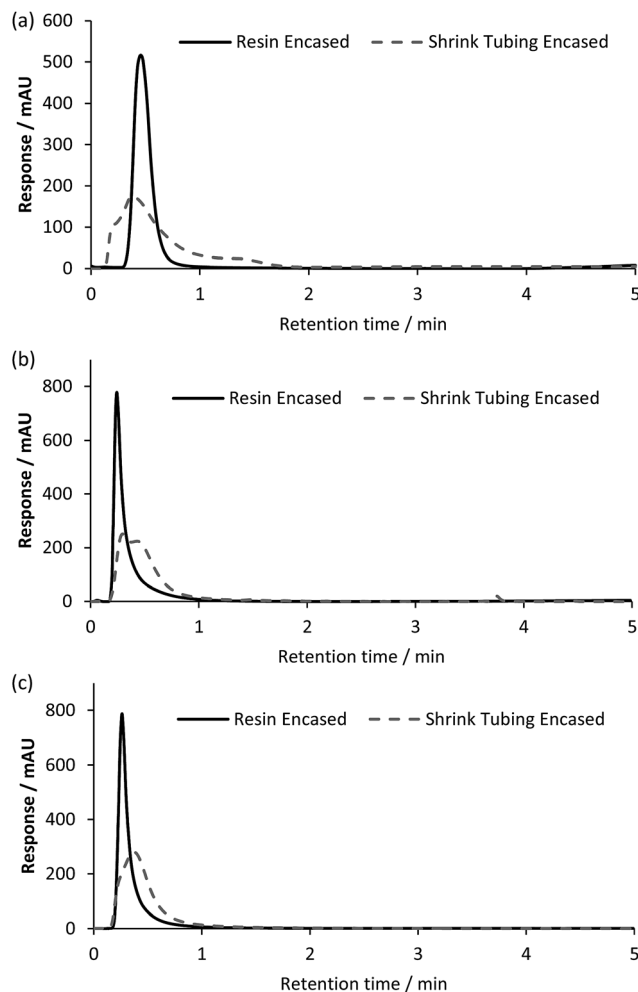 (a)
600
500
400
300
200
100
0
Response / mAU
Resin Encased
Shrink Tubing Encased
0 1 2 3 4 5
Retention time / min
(b)
800
600
400
200
0
Response / mAU
Resin Encased
Shrink Tubing Encased
0 1 2 3 4 5
Retention time / min
(c)
800
600
400
200
0
Response / mAU
Resin Encased
Shrink Tubing Encased
0 1 2 3 4 5
Retention time / min